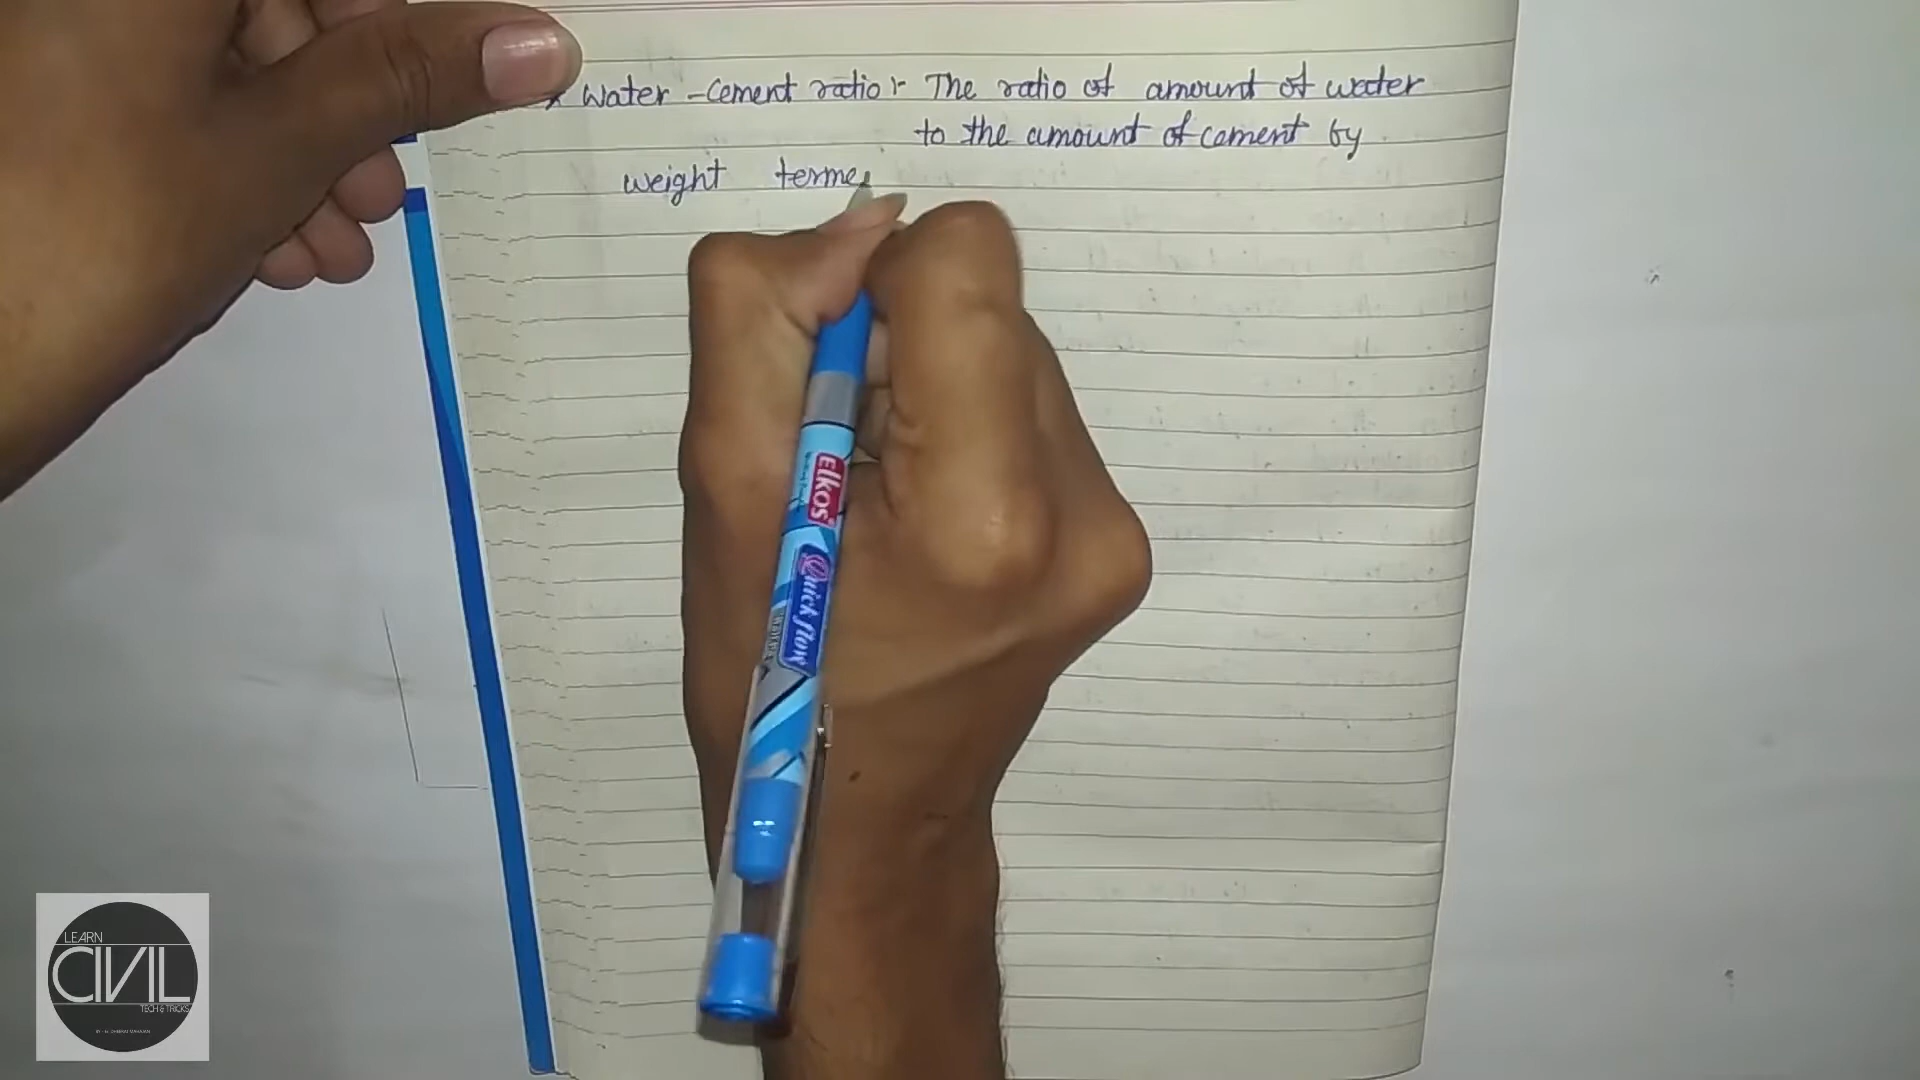 * Water - Cement ratio :- The ratio of amount of water
to the amount of cement by
weight terme
ELKOS
Quick flow
LEARN
CIVIL
TECH & TRICKS